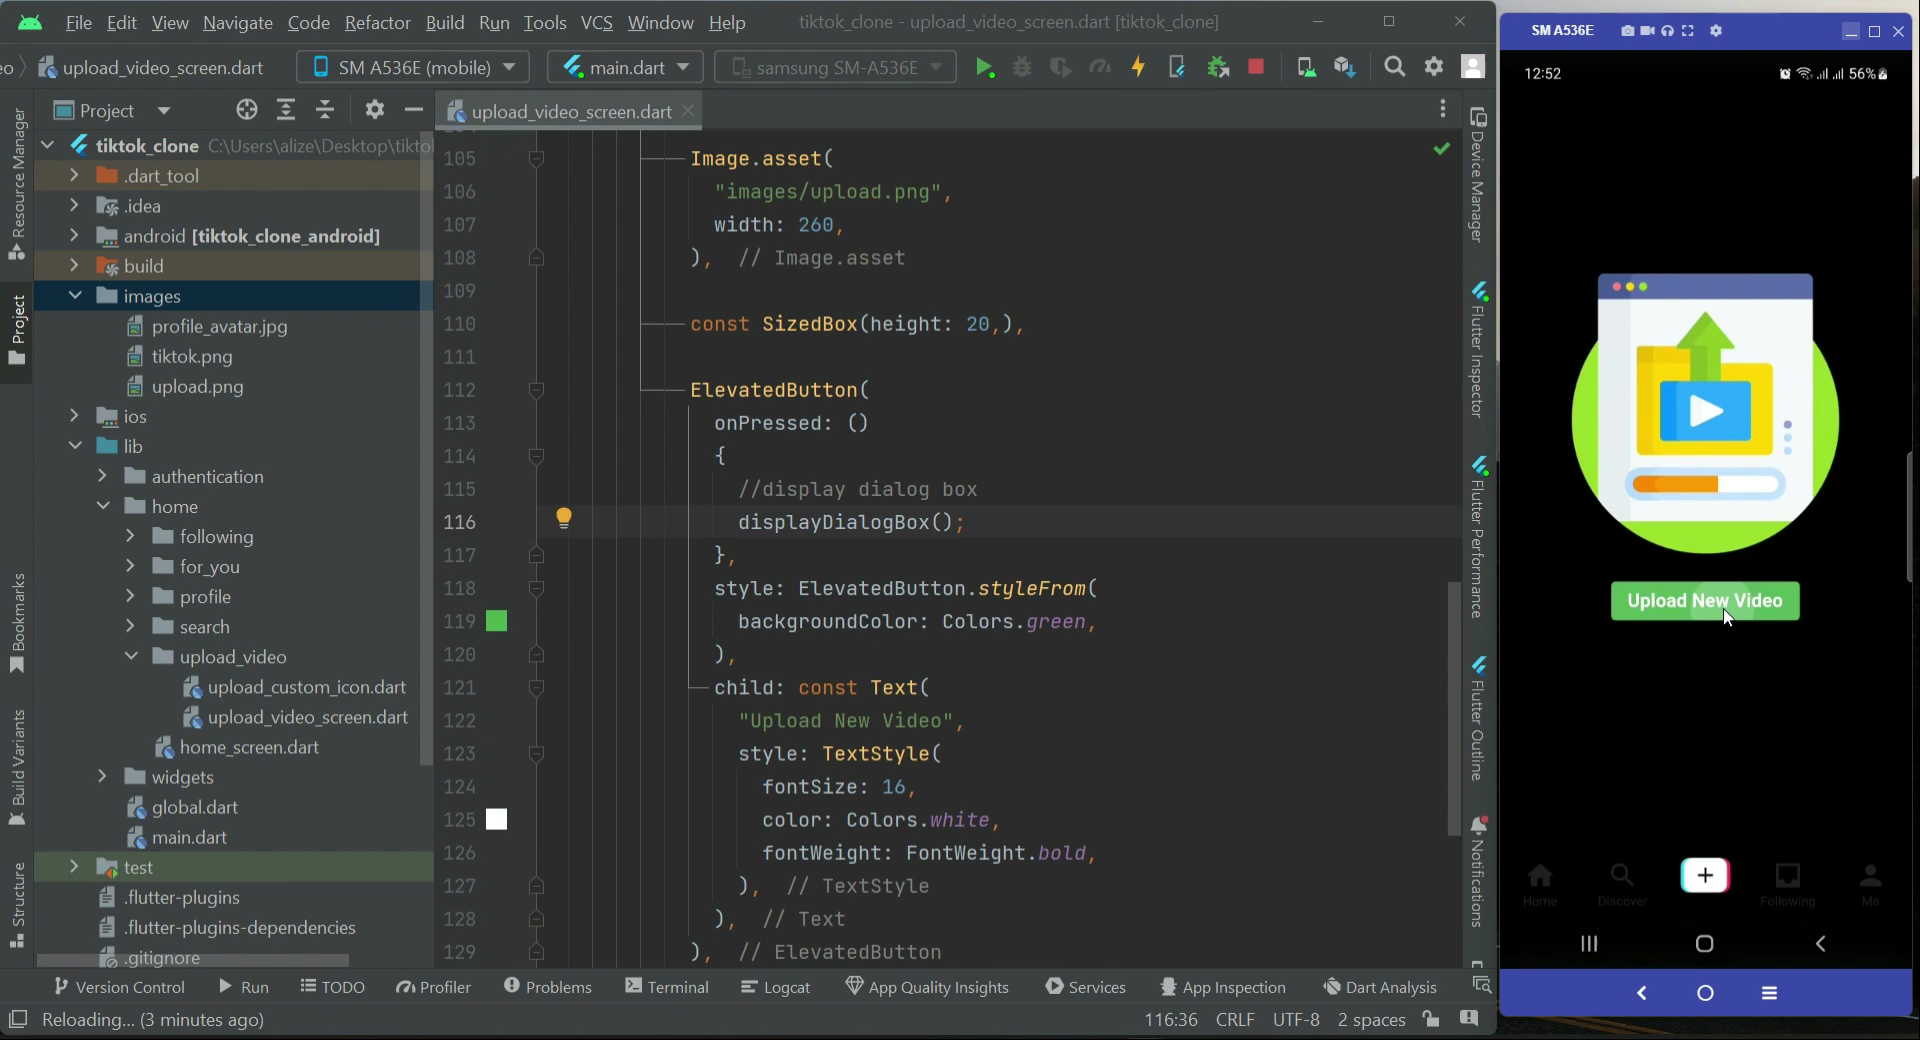 File Edit View Navigate Code Refactor Build Run Tools VCS Window Help tiktok_clone - upload_video_screen.dart [tiktok_clone]
eo upload_video_screen.dart SM A536E (mobile) main.dart samsung SM-A536E
Project upload_video_screen.dart
tiktok_clone C:\Users\alize\Desktop\tikto
.dart_tool
.idea
android [tiktok_clone_android]
build
images
profile_avatar.jpg
tiktok.png
upload.png
ios
lib
authentication
home
following
for_you
profile
search
upload_video
upload_custom_icon.dart
upload_video_screen.dart
home_screen.dart
widgets
global.dart
main.dart
test
.flutter-plugins
.flutter-plugins-dependencies
.gitignore
Resource Manager
Project
Bookmarks
Build Variants
Structure
105 Image.asset(
106 "images/upload.png",
107 width: 260,
108 ), // Image.asset
109
110 const SizedBox(height: 20,),
111
112 ElevatedButton(
113 onPressed: ()
114 {
115 //display dialog box
116 displayDialogBox();
117 },
118 style: ElevatedButton.styleFrom(
119 backgroundColor: Colors.green,
120 ),
121 child: const Text(
122 "Upload New Video",
123 style: TextStyle(
124 fontSize: 16,
125 color: Colors.white,
126 fontWeight: FontWeight.bold,
127 ), // TextStyle
128 ), // Text
129 ), // ElevatedButton
Device Manager
Flutter Inspector
Flutter Performance
Flutter Outline
Notifications
Version Control Run TODO Profiler Problems Terminal Logcat App Quality Insights Services App Inspection Dart Analysis
Reloading... (3 minutes ago) 116:36 CRLF UTF-8 2 spaces
SM A536E
12:52 56%
Upload New Video
Home Discover Following Me